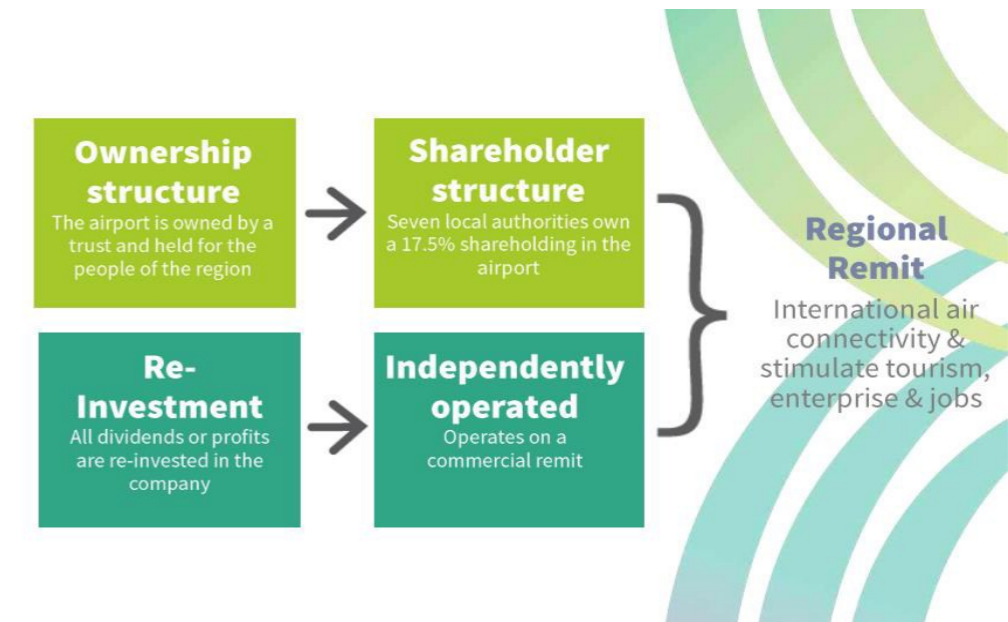 Ownership
structure
The airport is owned by a
trust and held for the
people of the region
Shareholder
structure
Seven local authorities own
a 17.5% shareholding in the
airport
Re-
Investment
All dividends or profits
are re-invested in the
company
Independently
operated
Operates on a
commercial remit
Regional
Remit
International air
connectivity &
stimulate tourism,
enterprise & jobs